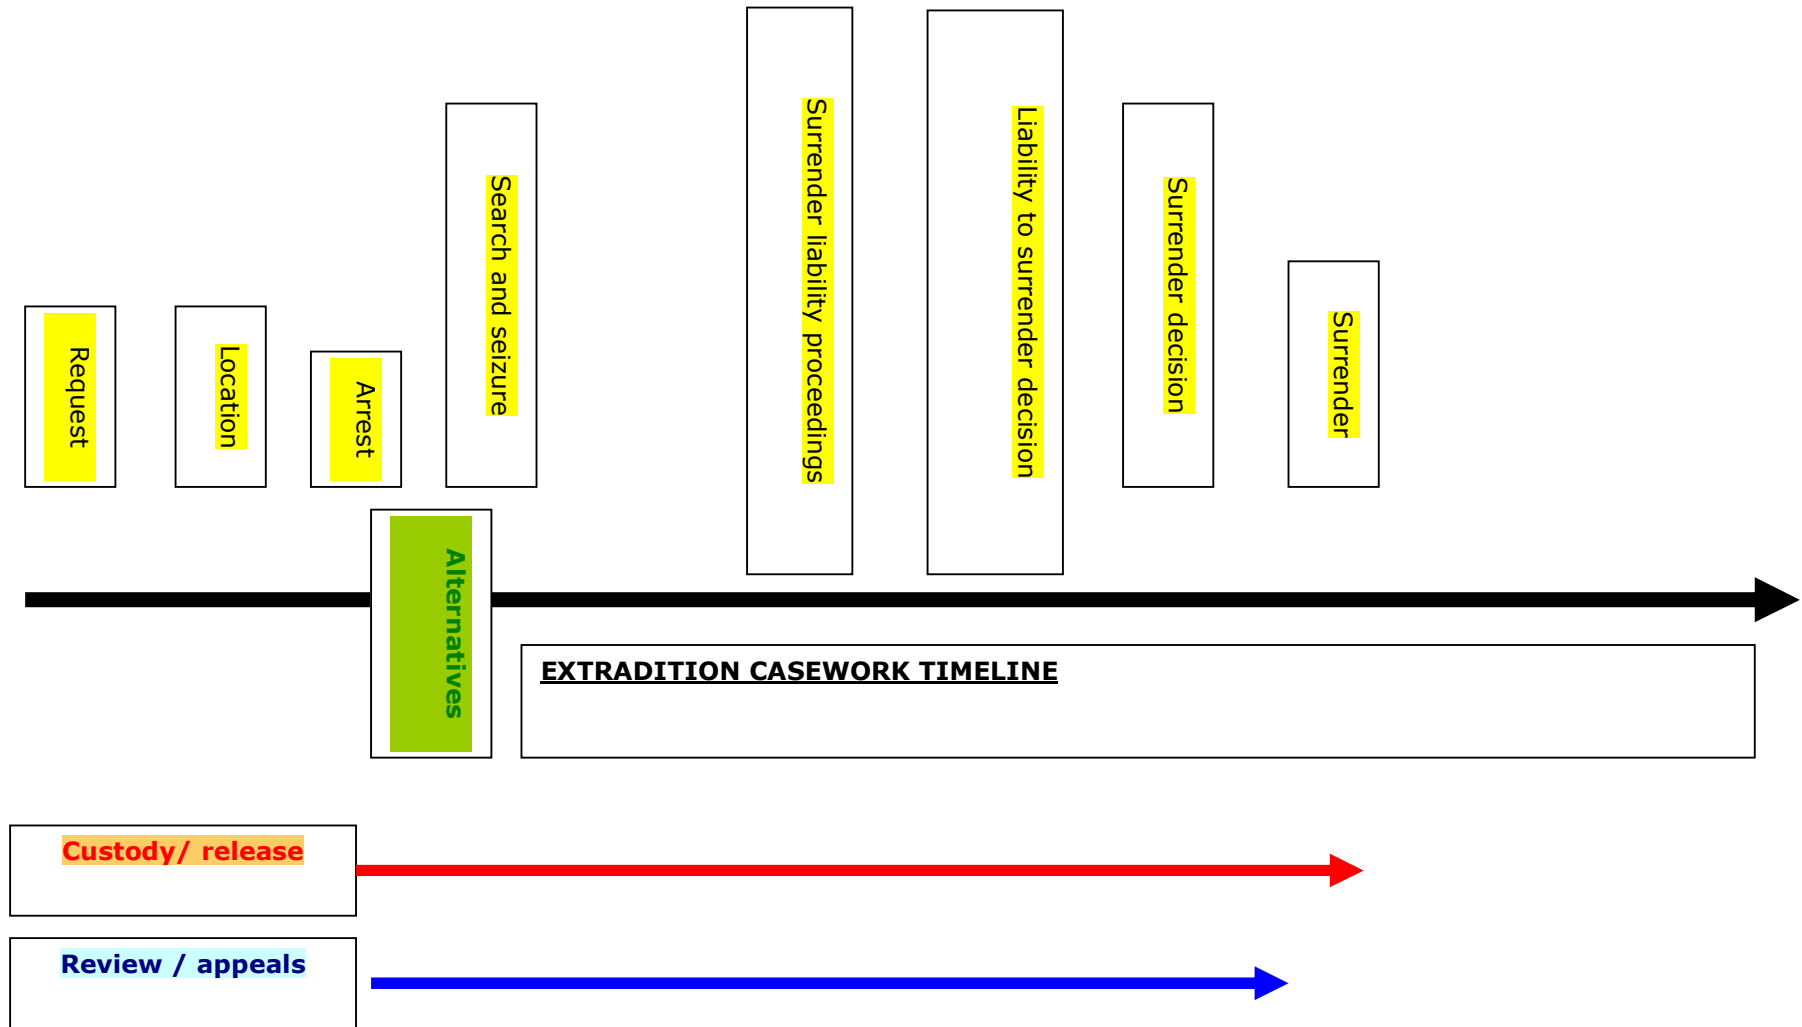 Request
Location
Arrest
Search and seizure
Surrender liability proceedings
Liability to surrender decision
Surrender decision
Surrender
Alternatives
EXTRADITION CASEWORK TIMELINE
Custody/ release
Review / appeals